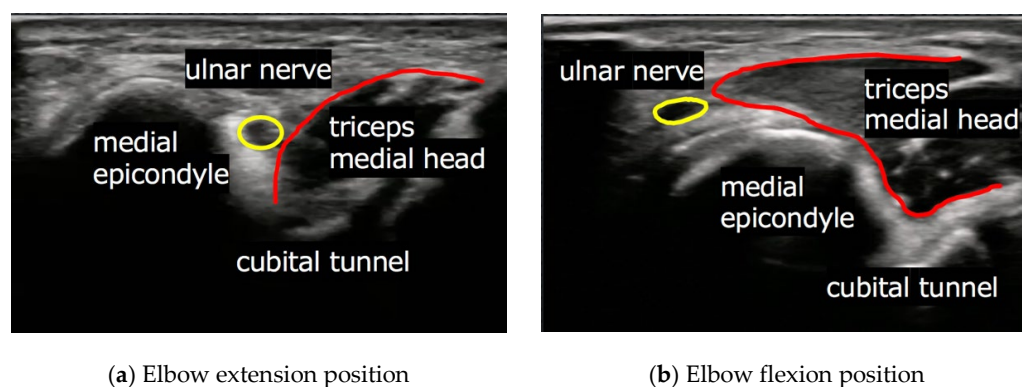 ulnar nerve
medial
epicondyle
triceps
medial head
cubital tunnel
ulnar nerve
triceps
medial head
medial
epicondyle
cubital tunnel
(a) Elbow extension position
(b) Elbow flexion position